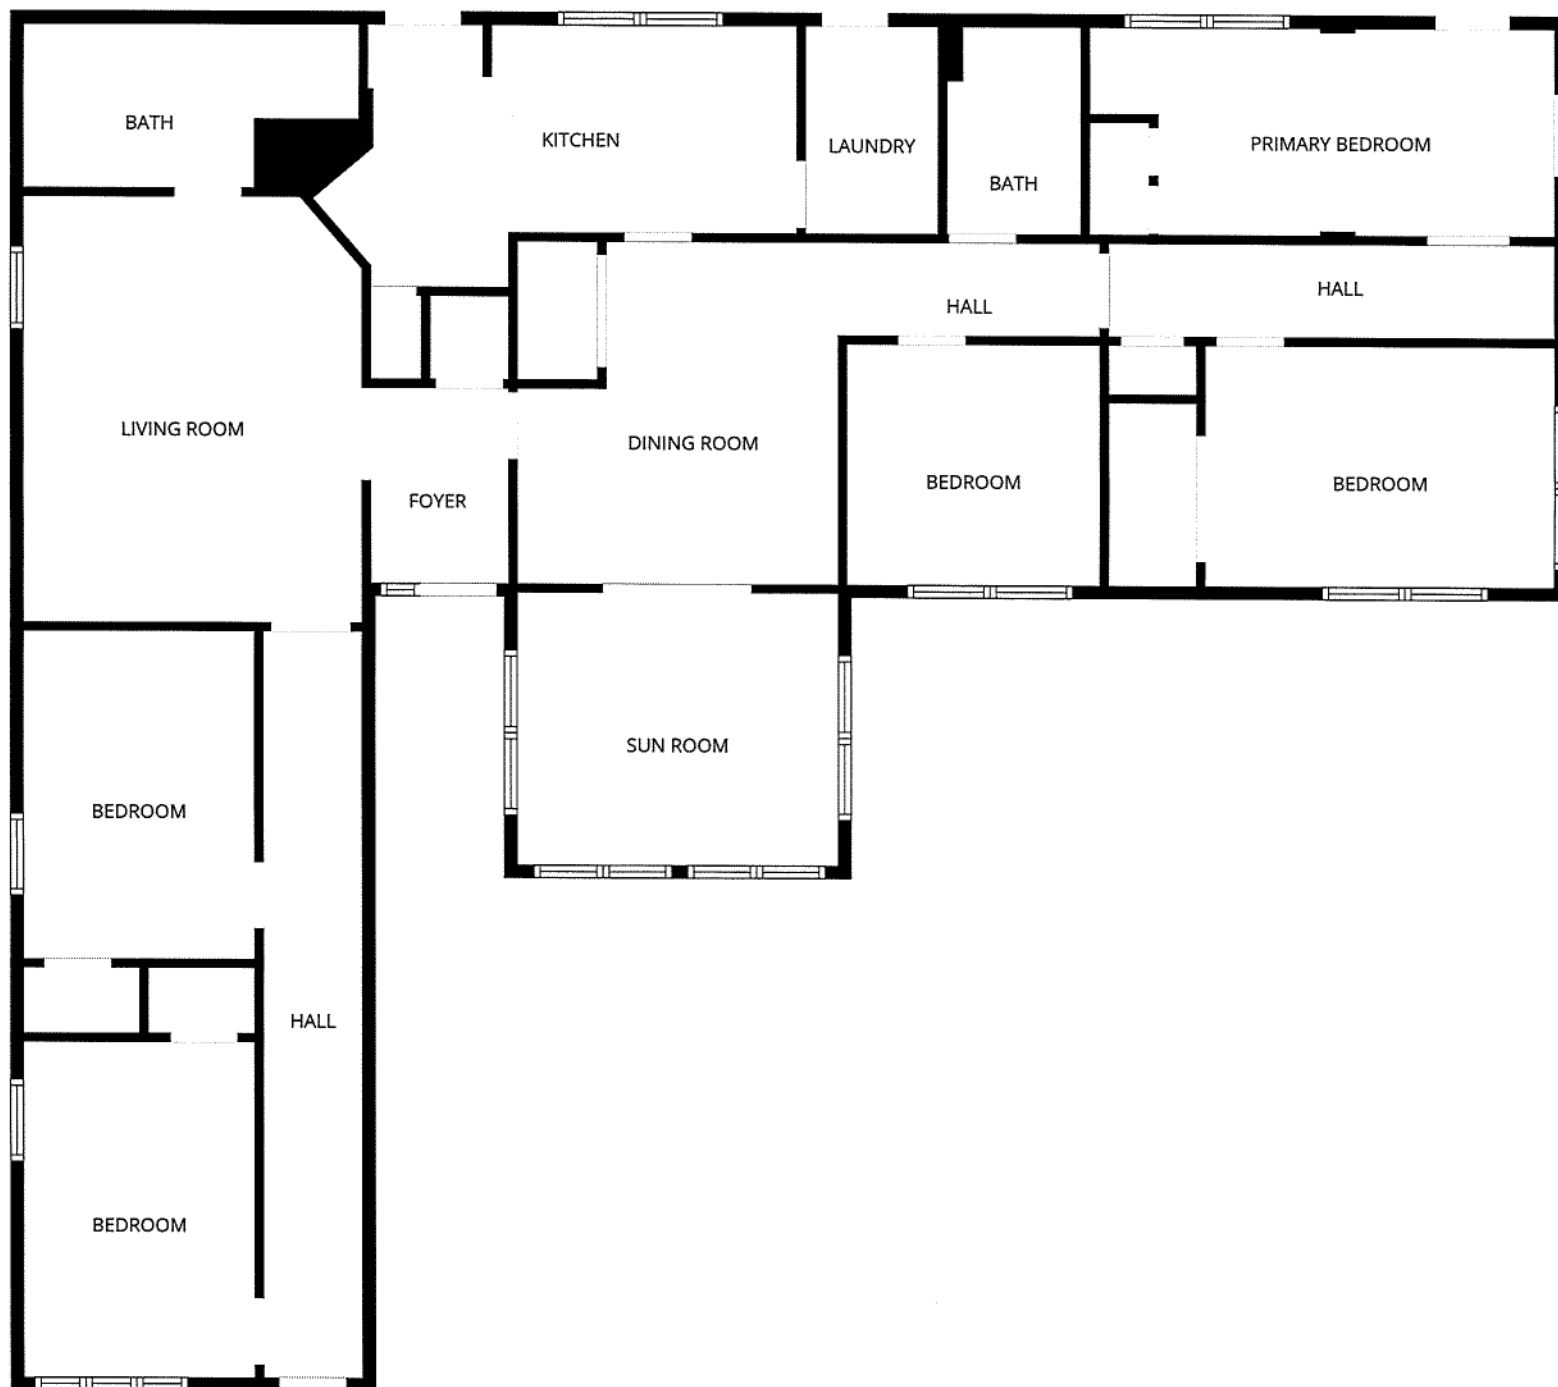 BATH
KITCHEN
LAUNDRY
BATH
PRIMARY BEDROOM
HALL
HALL
LIVING ROOM
DINING ROOM
FOYER
BEDROOM
BEDROOM
SUN ROOM
BEDROOM
HALL
BEDROOM